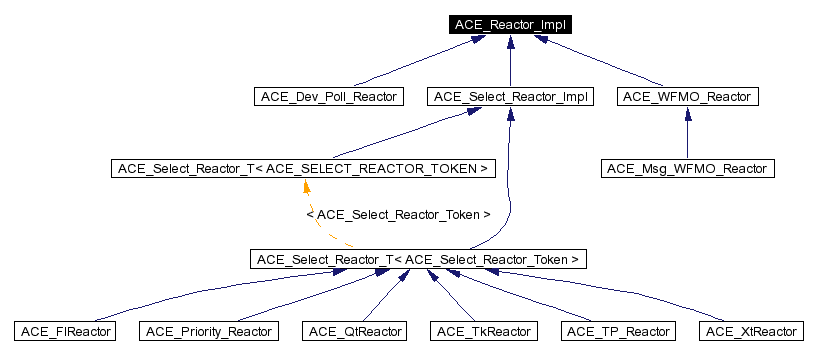 ACE_Reactor_Impl
ACE_Dev_Poll_Reactor
ACE_Select_Reactor_Impl
ACE_WFMO_Reactor
ACE_Select_Reactor_T< ACE_SELECT_REACTOR_TOKEN >
ACE_Msg_WFMO_Reactor
< ACE_Select_Reactor_Token >
ACE_Select_Reactor_T< ACE_Select_Reactor_Token >
ACE_FlReactor
ACE_Priority_Reactor
ACE_QtReactor
ACE_TkReactor
ACE_TP_Reactor
ACE_XtReactor